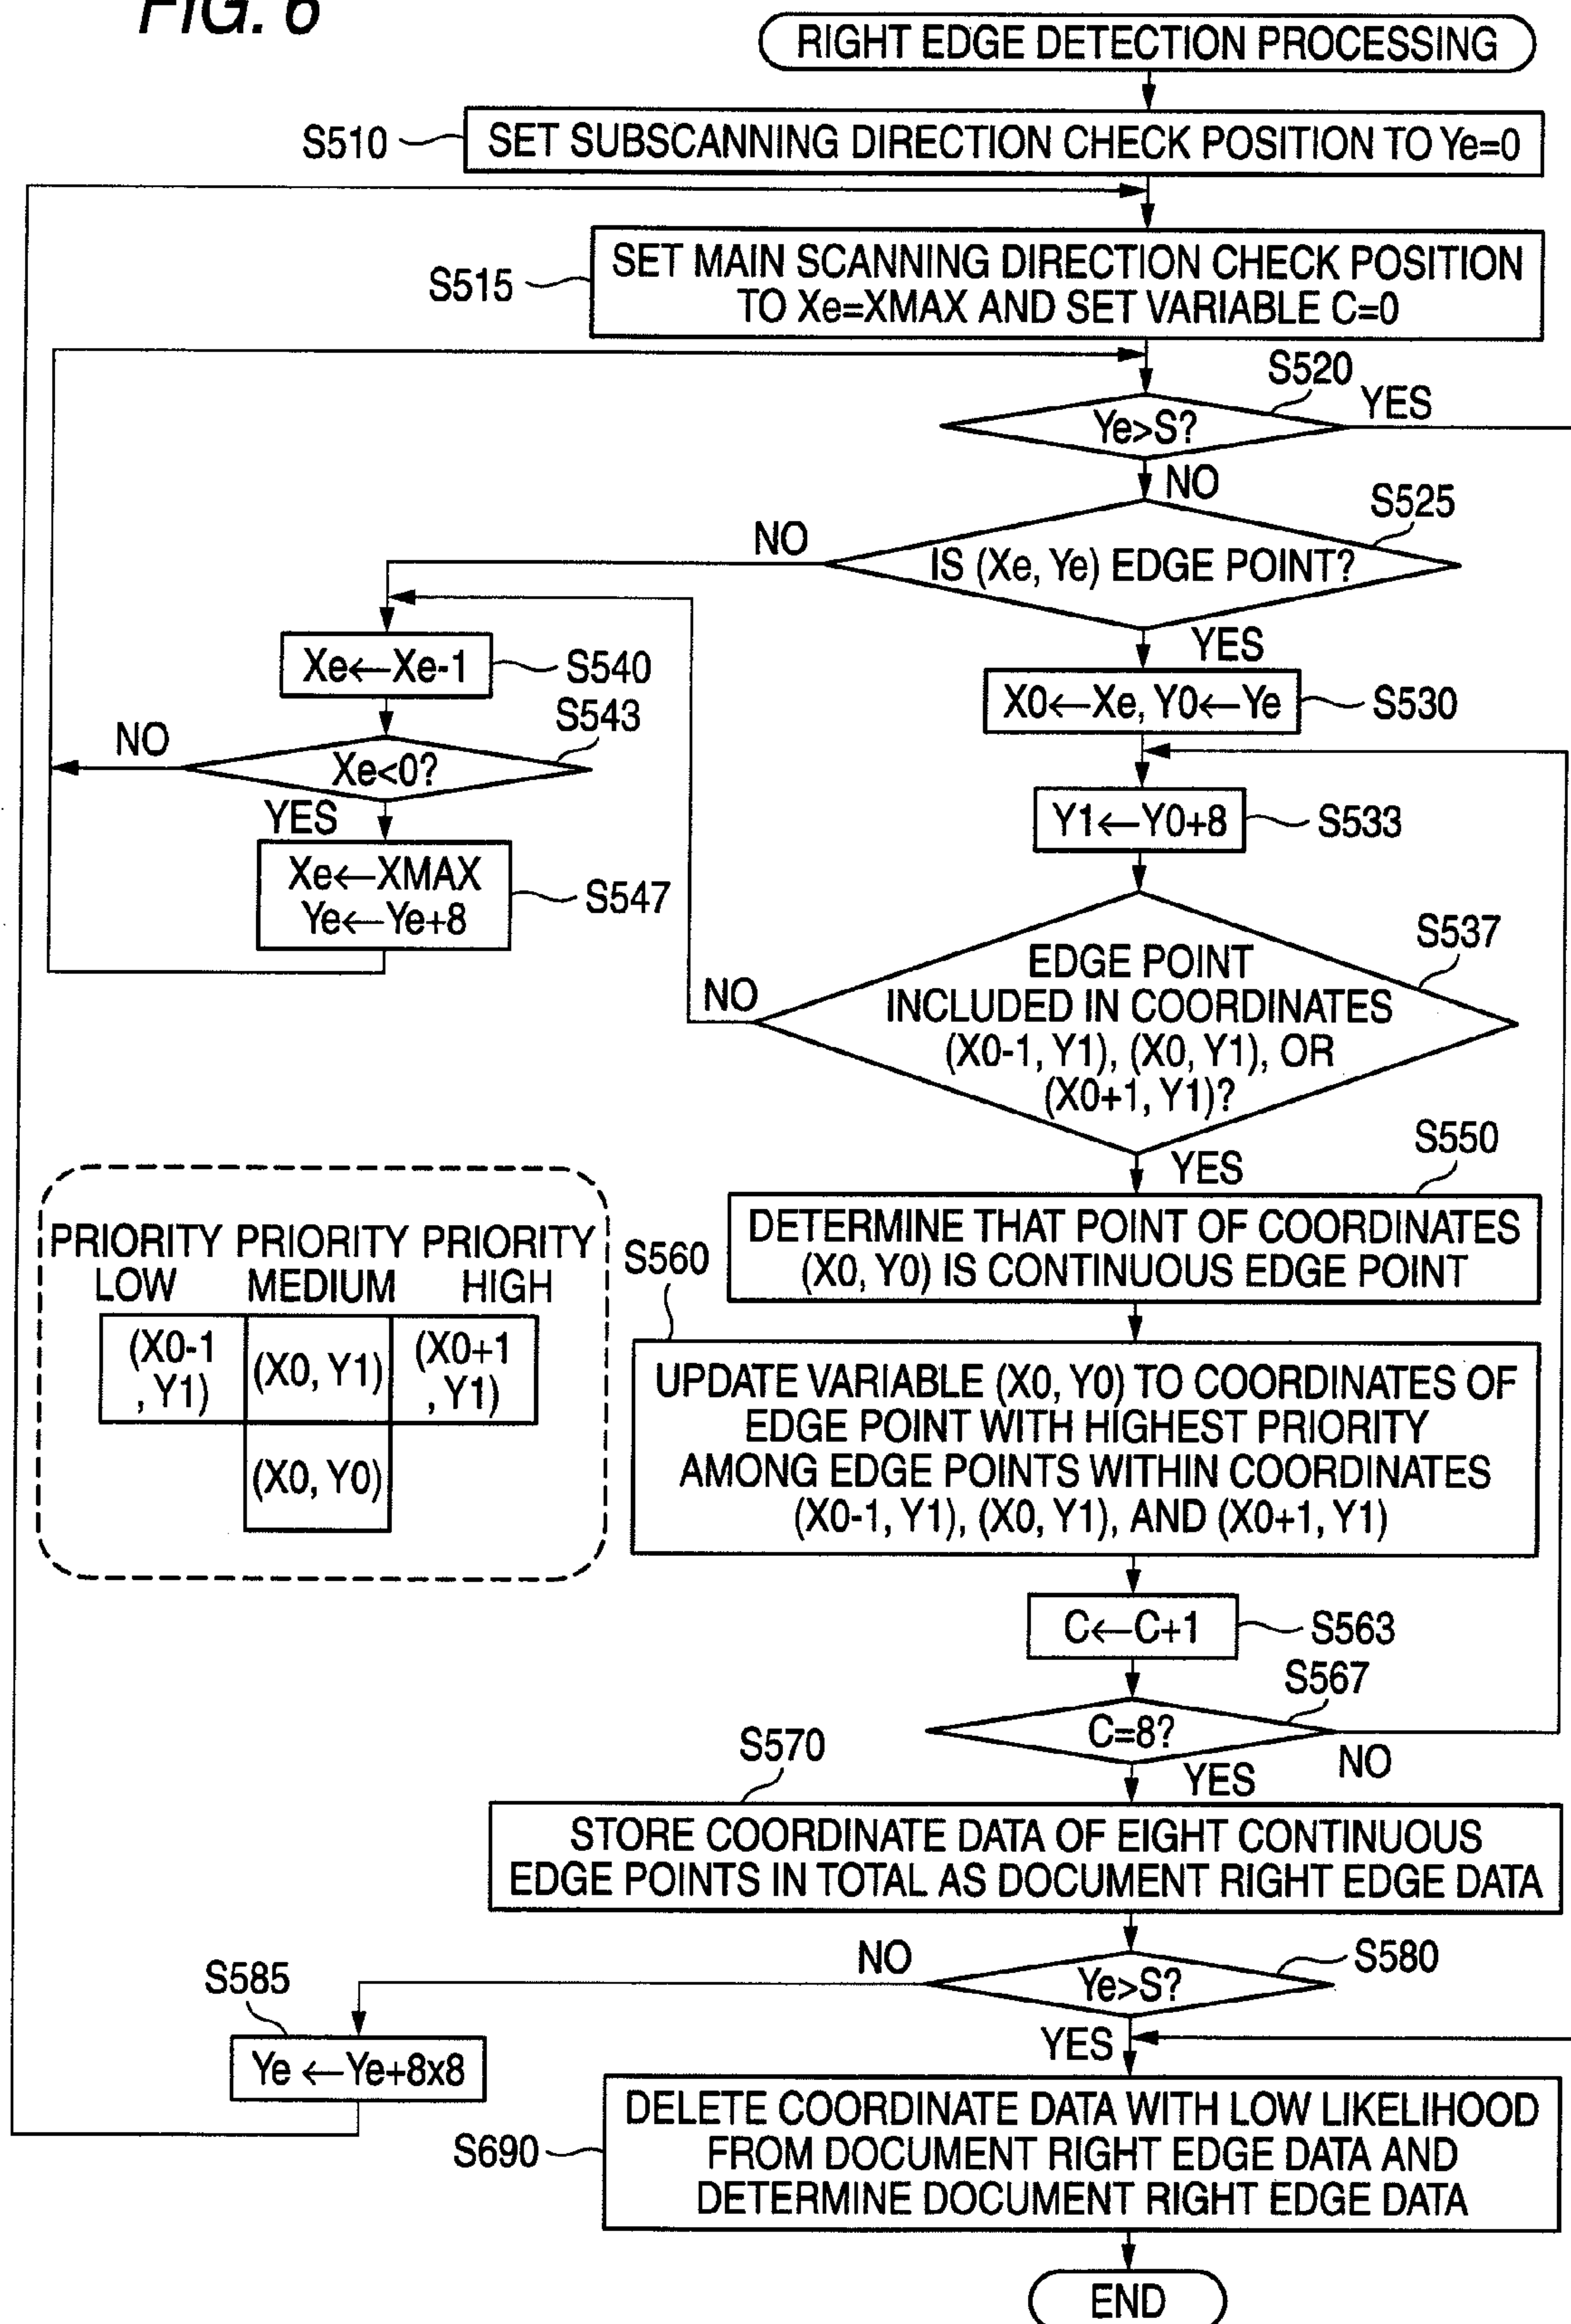 FIG. 6
RIGHT EDGE DETECTION PROCESSING
S510
SET SUBSCANNING DIRECTION CHECK POSITION TO Ye=0
S515
SET MAIN SCANNING DIRECTION CHECK POSITION
TO Xe=XMAX AND SET VARIABLE C=0
S520
Ye>S?
YES
NO
S525
IS (Xe, Ye) EDGE POINT?
NO
YES
X0←Xe, Y0←Ye
S530
Xe←Xe-1
S540
S543
Xe<0?
NO
YES
Xe←XMAX
Ye←Ye+8
S547
Y1←Y0+8
S533
S537
EDGE POINT
INCLUDED IN COORDINATES
(X0-1, Y1), (X0, Y1), OR
(X0+1, Y1)?
NO
YES
S550
DETERMINE THAT POINT OF COORDINATES
(X0, Y0) IS CONTINUOUS EDGE POINT
PRIORITY PRIORITY PRIORITY
LOW MEDIUM HIGH
(X0-1
, Y1)
(X0, Y1)
(X0+1
, Y1)
(X0, Y0)
S560
UPDATE VARIABLE (X0, Y0) TO COORDINATES OF
EDGE POINT WITH HIGHEST PRIORITY
AMONG EDGE POINTS WITHIN COORDINATES
(X0-1, Y1), (X0, Y1), AND (X0+1, Y1)
C←C+1
S563
S567
C=8?
NO
YES
S570
STORE COORDINATE DATA OF EIGHT CONTINUOUS
EDGE POINTS IN TOTAL AS DOCUMENT RIGHT EDGE DATA
S580
Ye>S?
NO
YES
S585
Ye ←Ye+8x8
S690
DELETE COORDINATE DATA WITH LOW LIKELIHOOD
FROM DOCUMENT RIGHT EDGE DATA AND
DETERMINE DOCUMENT RIGHT EDGE DATA
END